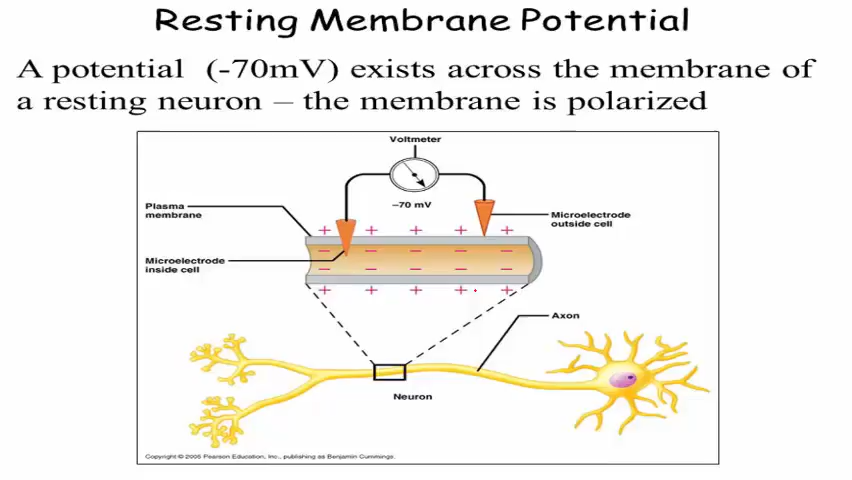 Resting Membrane Potential
A potential (-70mV) exists across the membrane of
a resting neuron – the membrane is polarized
Voltmeter
–70 mV
Plasma
membrane
Microelectrode
outside cell
+ + + + +
– – – – –
Microelectrode
inside cell
– – – – –
+ + + + +
Axon
Neuron
Copyright © 2005 Pearson Education, Inc., publishing as Benjamin Cummings.